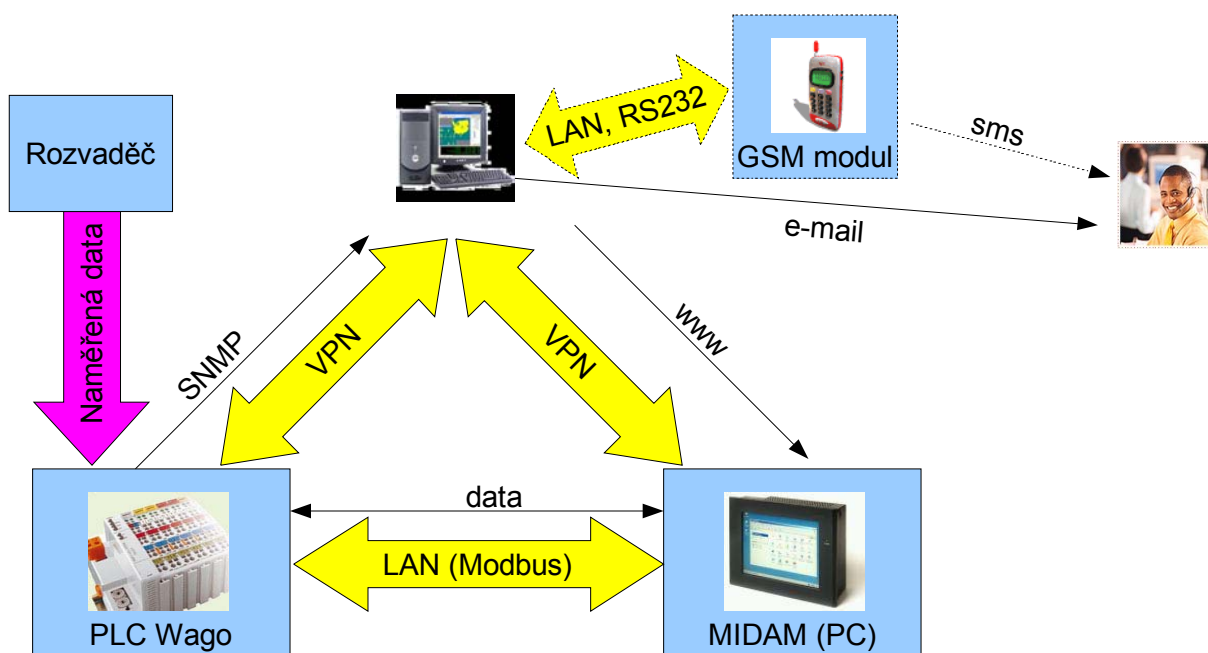 LAN, RS232
GSM modul
sms
Rozvaděč
e-mail
Naměřená data
SNMP
VPN
VPN
www
data
LAN (Modbus)
PLC Wago
MIDAM (PC)